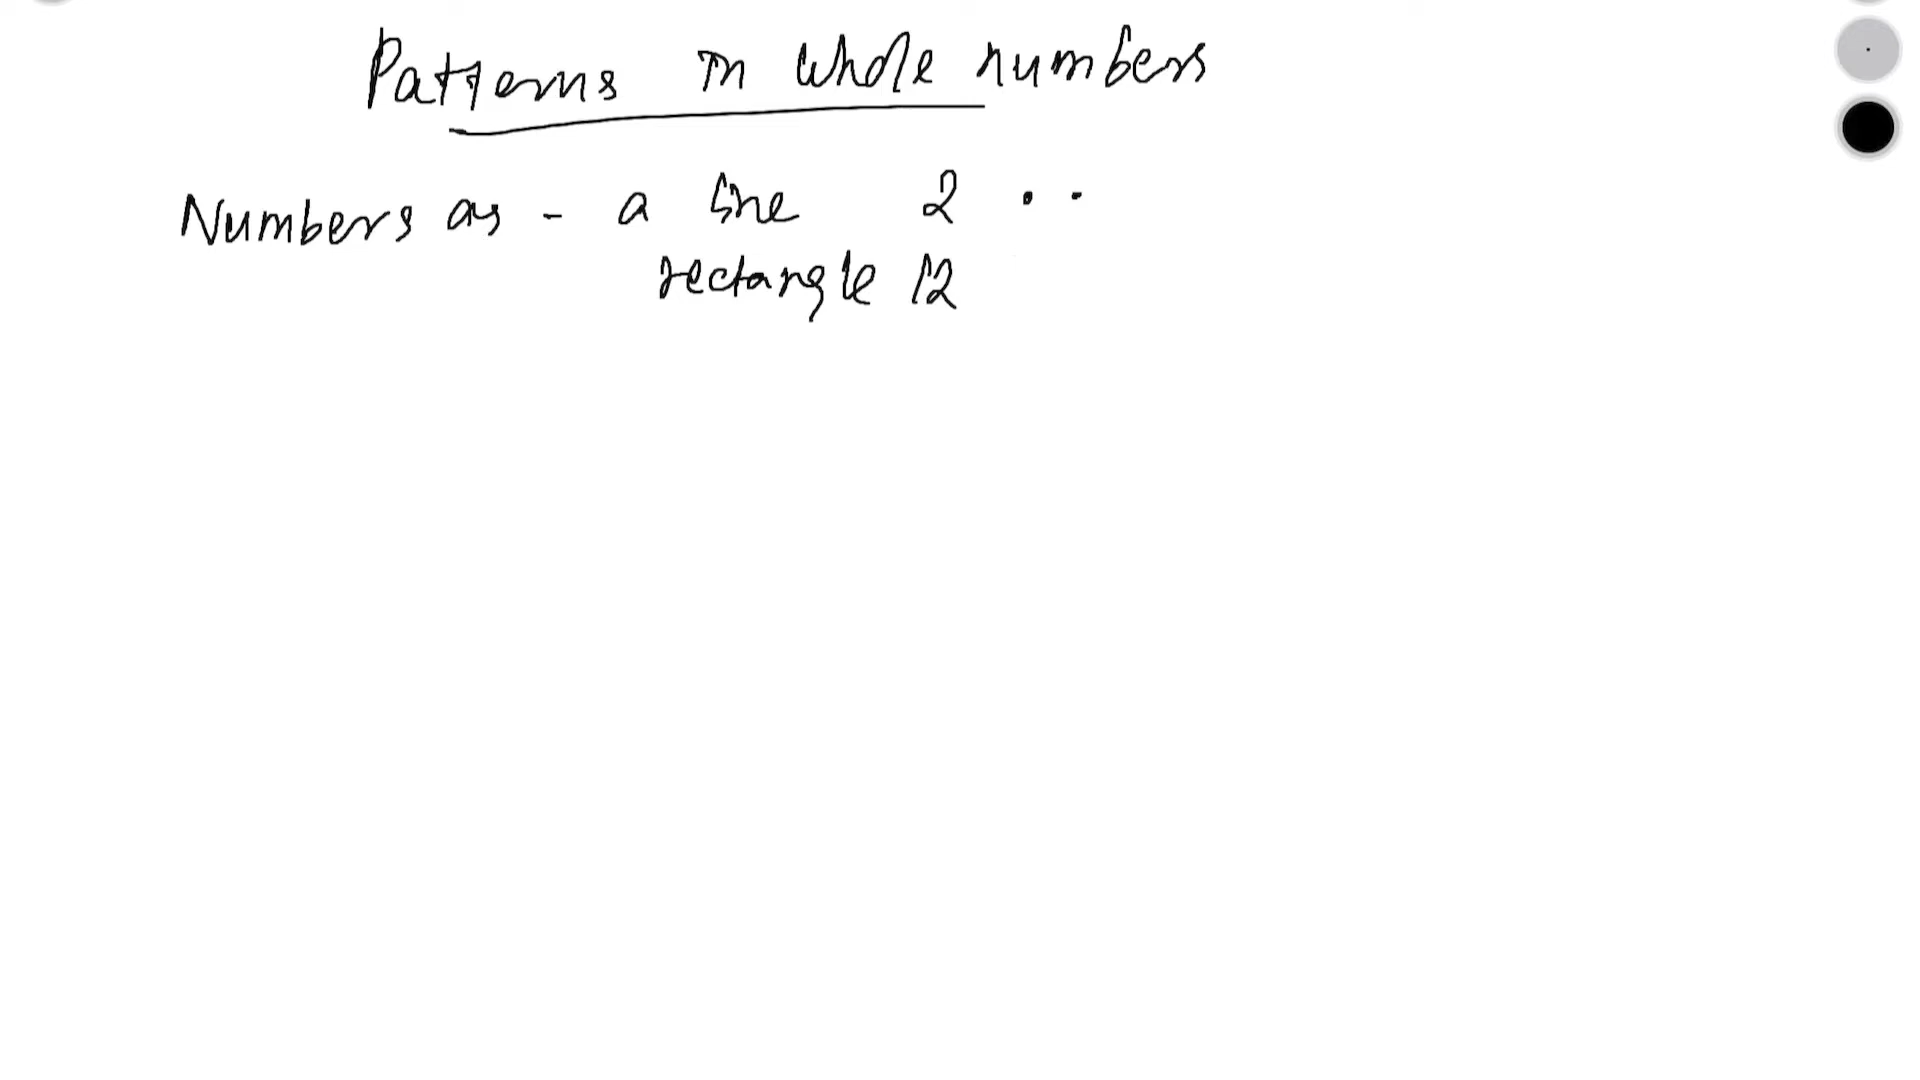 Patterns in whole numbers
Numbers as - a line 2 . .
rectangle 12